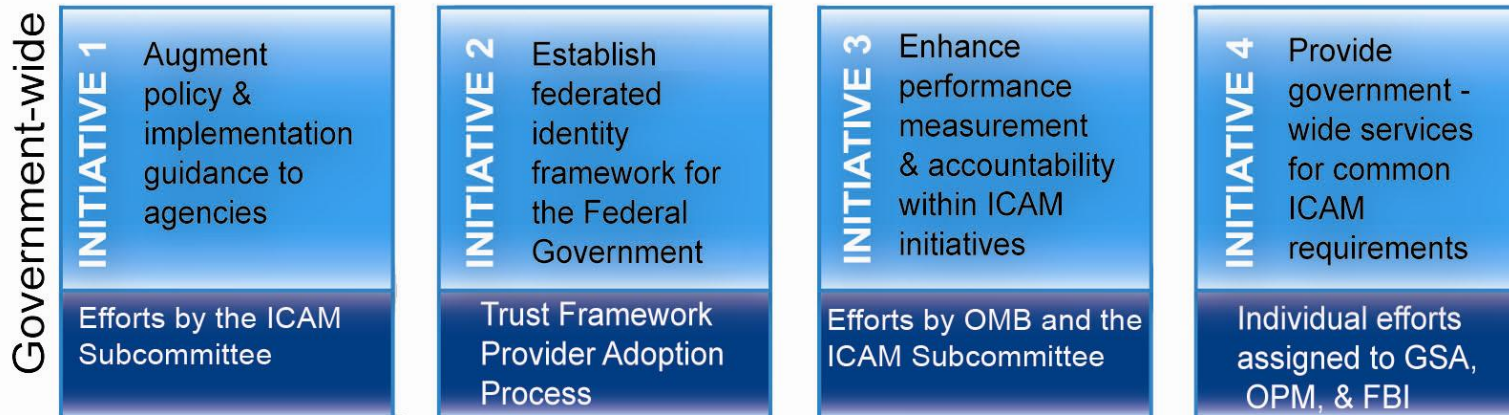 Government-wide
INITIATIVE 1
Augment
policy &
implementation
guidance to
agencies
Efforts by the ICAM
Subcommittee
INITIATIVE 2
Establish
federated
identity
framework for
the Federal
Government
Trust Framework
Provider Adoption
Process
INITIATIVE 3
Enhance
performance
measurement
& accountability
within ICAM
initiatives
Efforts by OMB and the
ICAM Subcommittee
INITIATIVE 4
Provide
government -
wide services
for common
ICAM
requirements
Individual efforts
assigned to GSA,
OPM, & FBI